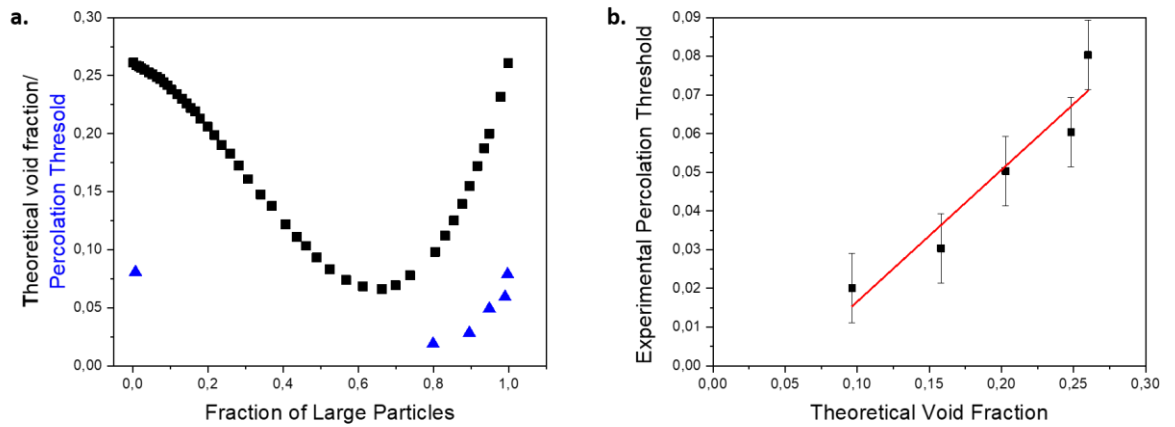 a.
Theoretical void fraction/
Percolation Thresold
0,30
0,25
0,20
0,15
0,10
0,05
0,00
0,0 0,2 0,4 0,6 0,8 1,0
Fraction of Large Particles
b.
Experimental Percolation Threshold
0,09
0,08
0,07
0,06
0,05
0,04
0,03
0,02
0,01
0,00
0,00 0,05 0,10 0,15 0,20 0,25 0,30
Theoretical Void Fraction